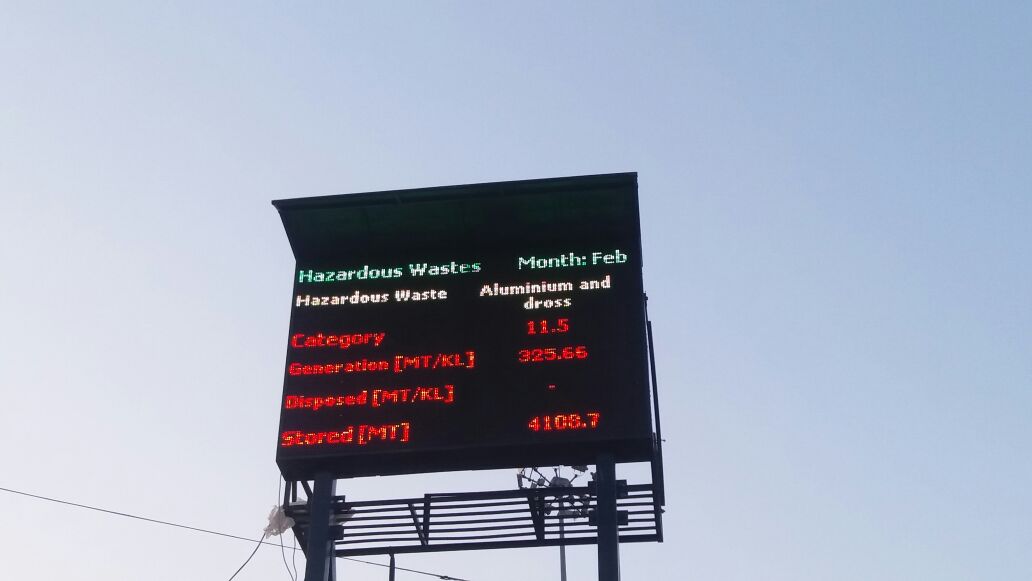 Hazardous Wastes Month: Feb
Hazardous Waste Aluminium and dross
Category 11.5
Generation [MT/KL] 325.66
Disposed [MT/KL] -
Stored [MT] 4108.7